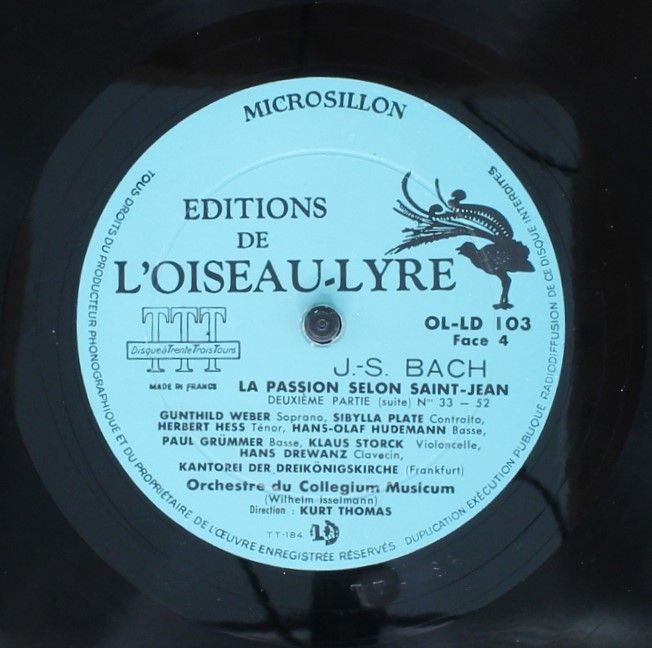 MICROSILLON
EDITIONS
DE
L'OISEAU-LYRE
TTT
Disque à Trente Trois Tours
MADE IN FRANCE
OL-LD 103
Face 4
J.-S. BACH
LA PASSION SELON SAINT-JEAN
DEUXIÈME PARTIE (suite) Nos 33 — 52
GUNTHILD WEBER Soprano, SIBYLLA PLATE Contralto,
HERBERT HESS Ténor, HANS-OLAF HUDEMANN Basse,
PAUL GRÜMMER Basse, KLAUS STORCK Violoncelle,
HANS DREWANZ Clavecin,
KANTOREI DER DREIKÖNIGSKIRCHE (Frankfurt)
Orchestre du Collegium Musicum
(Wilhelm Isselmann)
Direction : KURT THOMAS
TT-184
TOUS DROITS DU PRODUCTEUR PHONOGRAPHIQUE ET DU PROPRIÉTAIRE DE L'ŒUVRE ENREGISTRÉE RÉSERVÉS DUPLICATION EXÉCUTION PUBLIQUE RADIODIFFUSION DE CE DISQUE INTERDITES